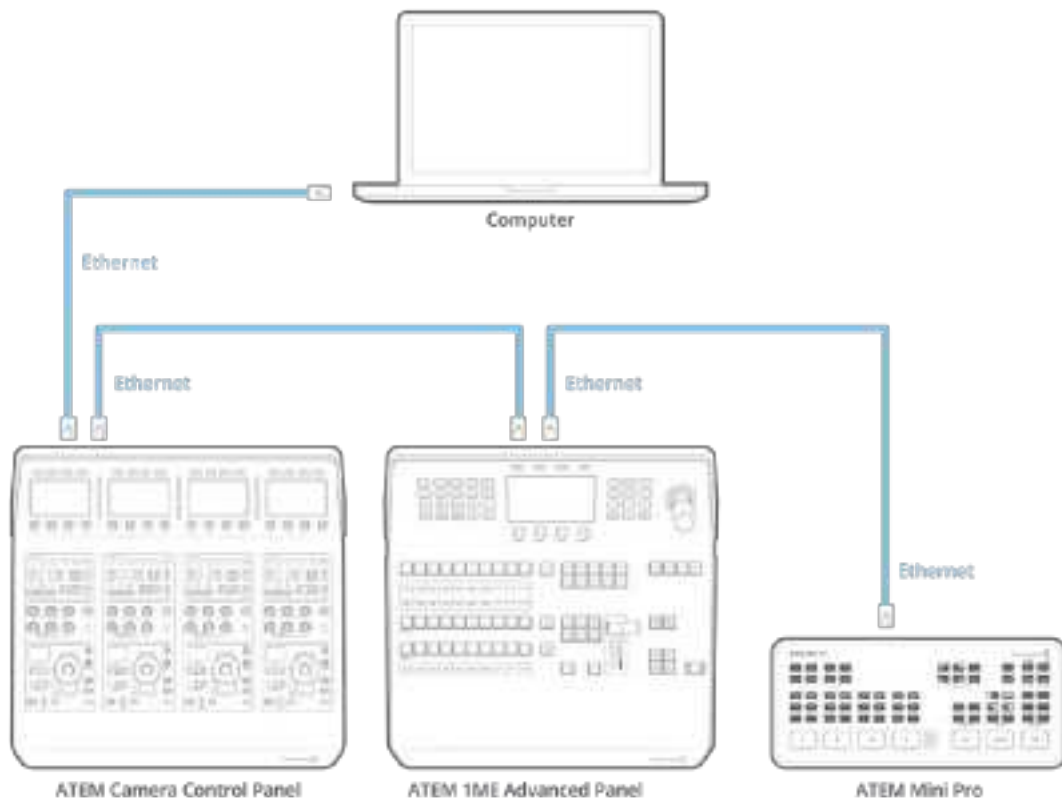 Computer
Ethernet
Ethernet
Ethernet
Ethernet
ATEM Camera Control Panel
ATEM 1ME Advanced Panel
ATEM Mini Pro